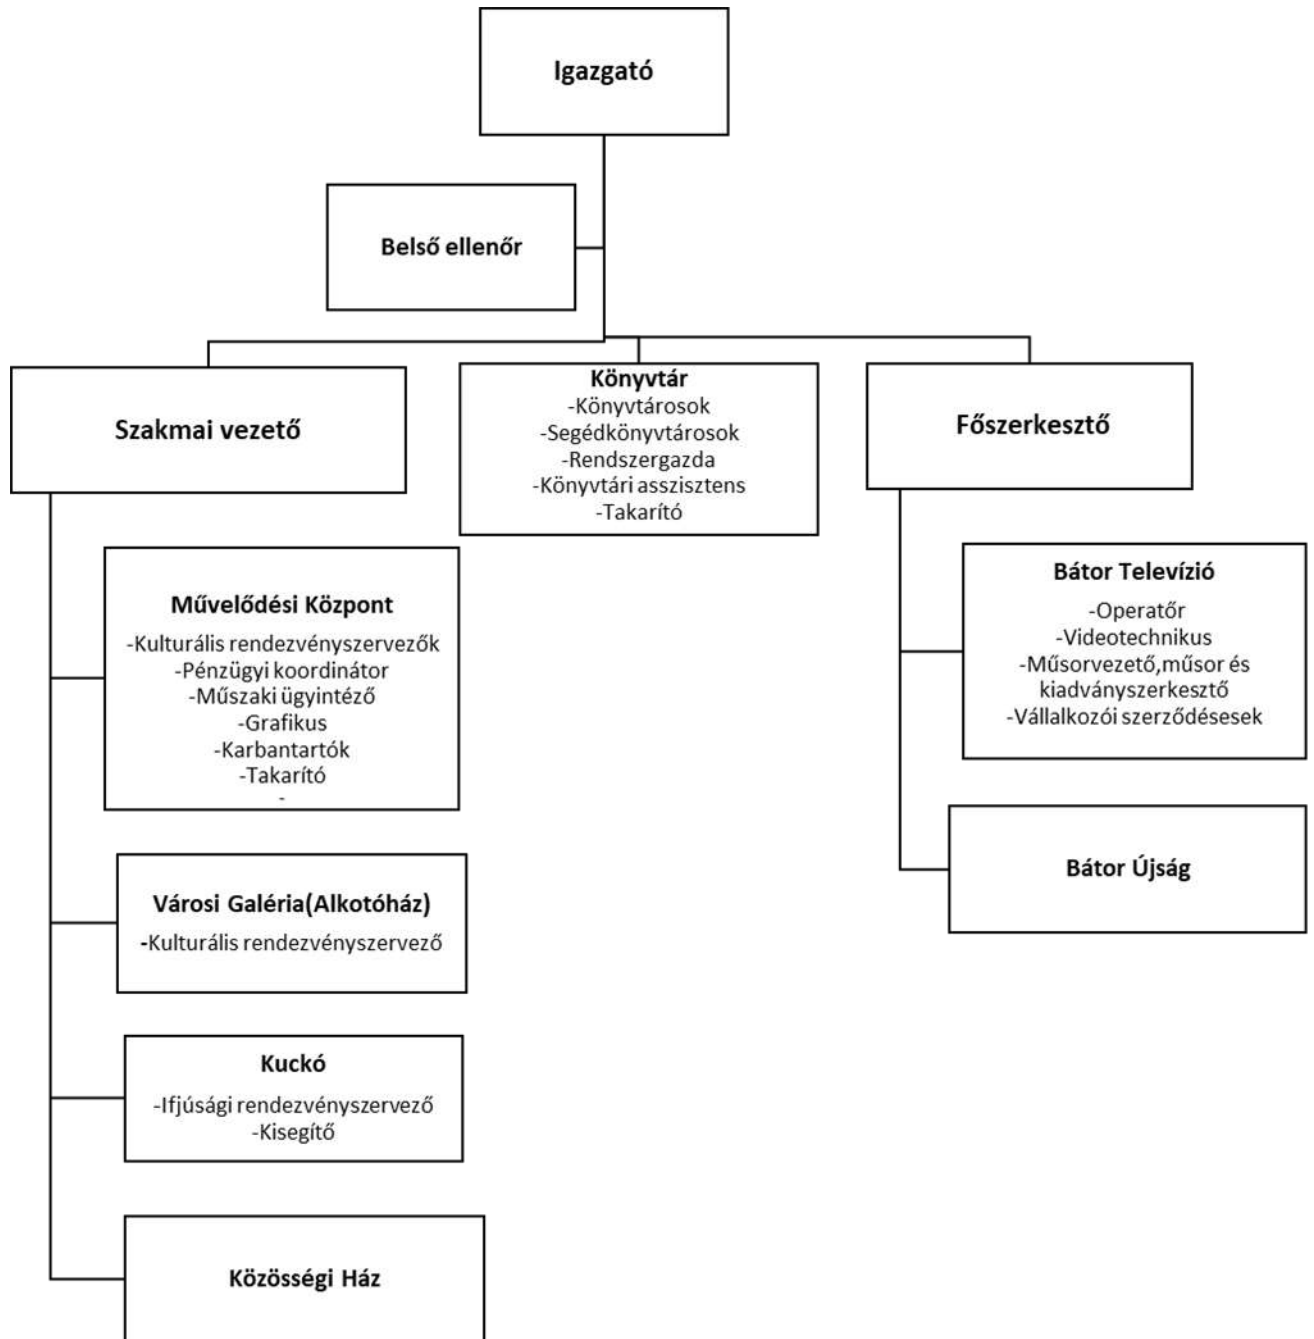 Igazgató
Belső ellenőr
Szakmai vezető
Könyvtár
-Könyvtárosok
-Segédkönyvtárosok
-Rendszergazda
-Könyvtári asszisztens
-Takarító
Főszerkesztő
Művelődési Központ
-Kulturális rendezvényszervezők
-Pénzügyi koordinátor
-Műszaki ügyintéző
-Grafikus
-Karbantartók
-Takarító
-
Városi Galéria(Alkotóház)
-Kulturális rendezvényszervező
Kuckó
-Ifjúsági rendezvényszervező
-Kisegítő
Közösségi Ház
Bátor Televízió
-Operatőr
-Videotechnikus
-Műsorvezető,műsor és
kiadványszerkesztő
-Vállalkozói szerződésesek
Bátor Újság